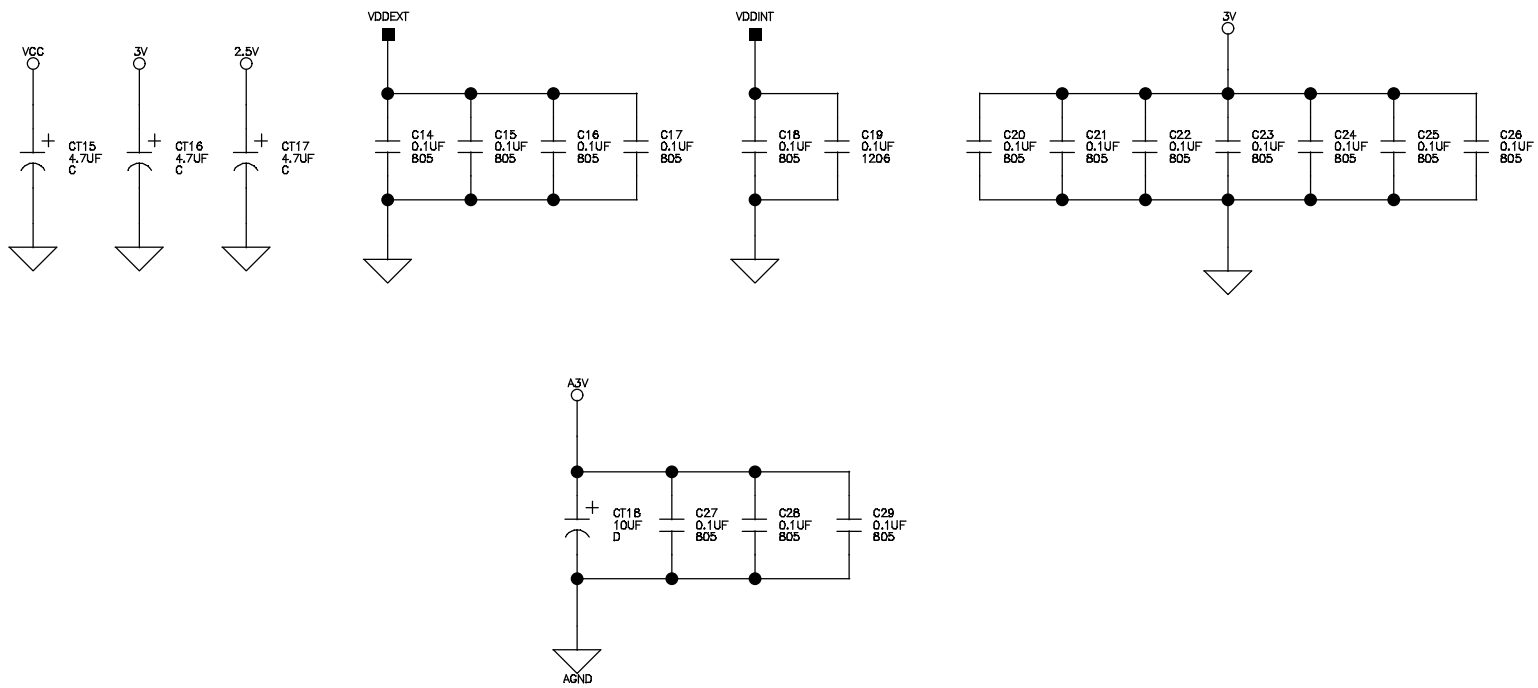 VCC
+
CT15
4.7UF
C
3V
+
CT16
4.7UF
C
2.5V
+
CT17
4.7UF
C
VDDEXT
C14
0.1UF
805
C15
0.1UF
805
C16
0.1UF
805
C17
0.1UF
805
VDDINT
C18
0.1UF
805
C19
0.1UF
1206
3V
C20
0.1UF
805
C21
0.1UF
805
C22
0.1UF
805
C23
0.1UF
805
C24
0.1UF
805
C25
0.1UF
805
C26
0.1UF
805
A3V
+
CT18
10UF
D
C27
0.1UF
805
C28
0.1UF
805
C29
0.1UF
805
AGND